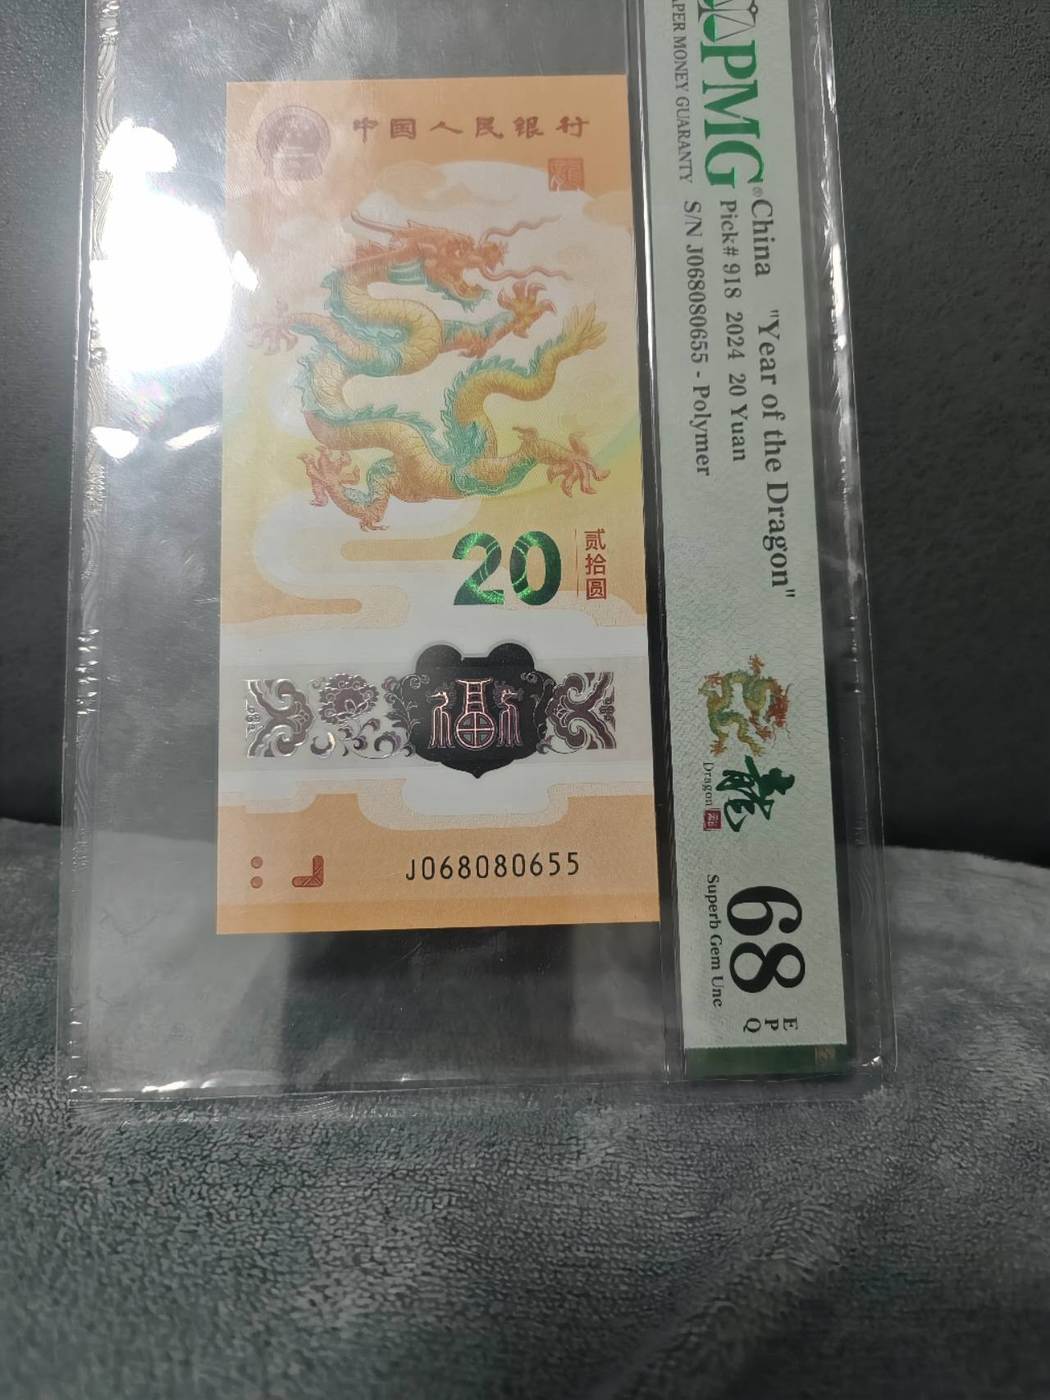 中国人民银行
20
贰拾圆
福
J068080655
PMG®
PAPER MONEY GUARANTY
China "Year of the Dragon"
Pick# 918 2024 20 Yuan
S/N J068080655 - Polymer
龍
Dragon
68
Superb Gem Unc
E
P
Q